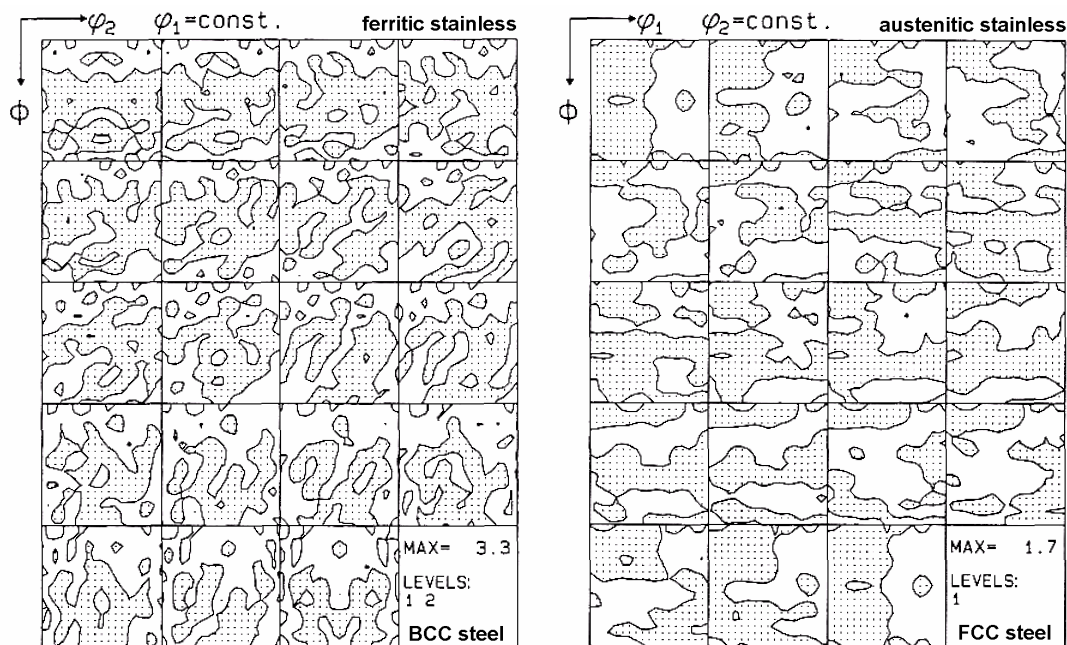 φ₂ φ₁=const. ferritic stainless
Φ
MAX= 3.3
LEVELS:
1 2
BCC steel
φ₁ φ₂=const. austenitic stainless
Φ
MAX= 1.7
LEVELS:
1
FCC steel